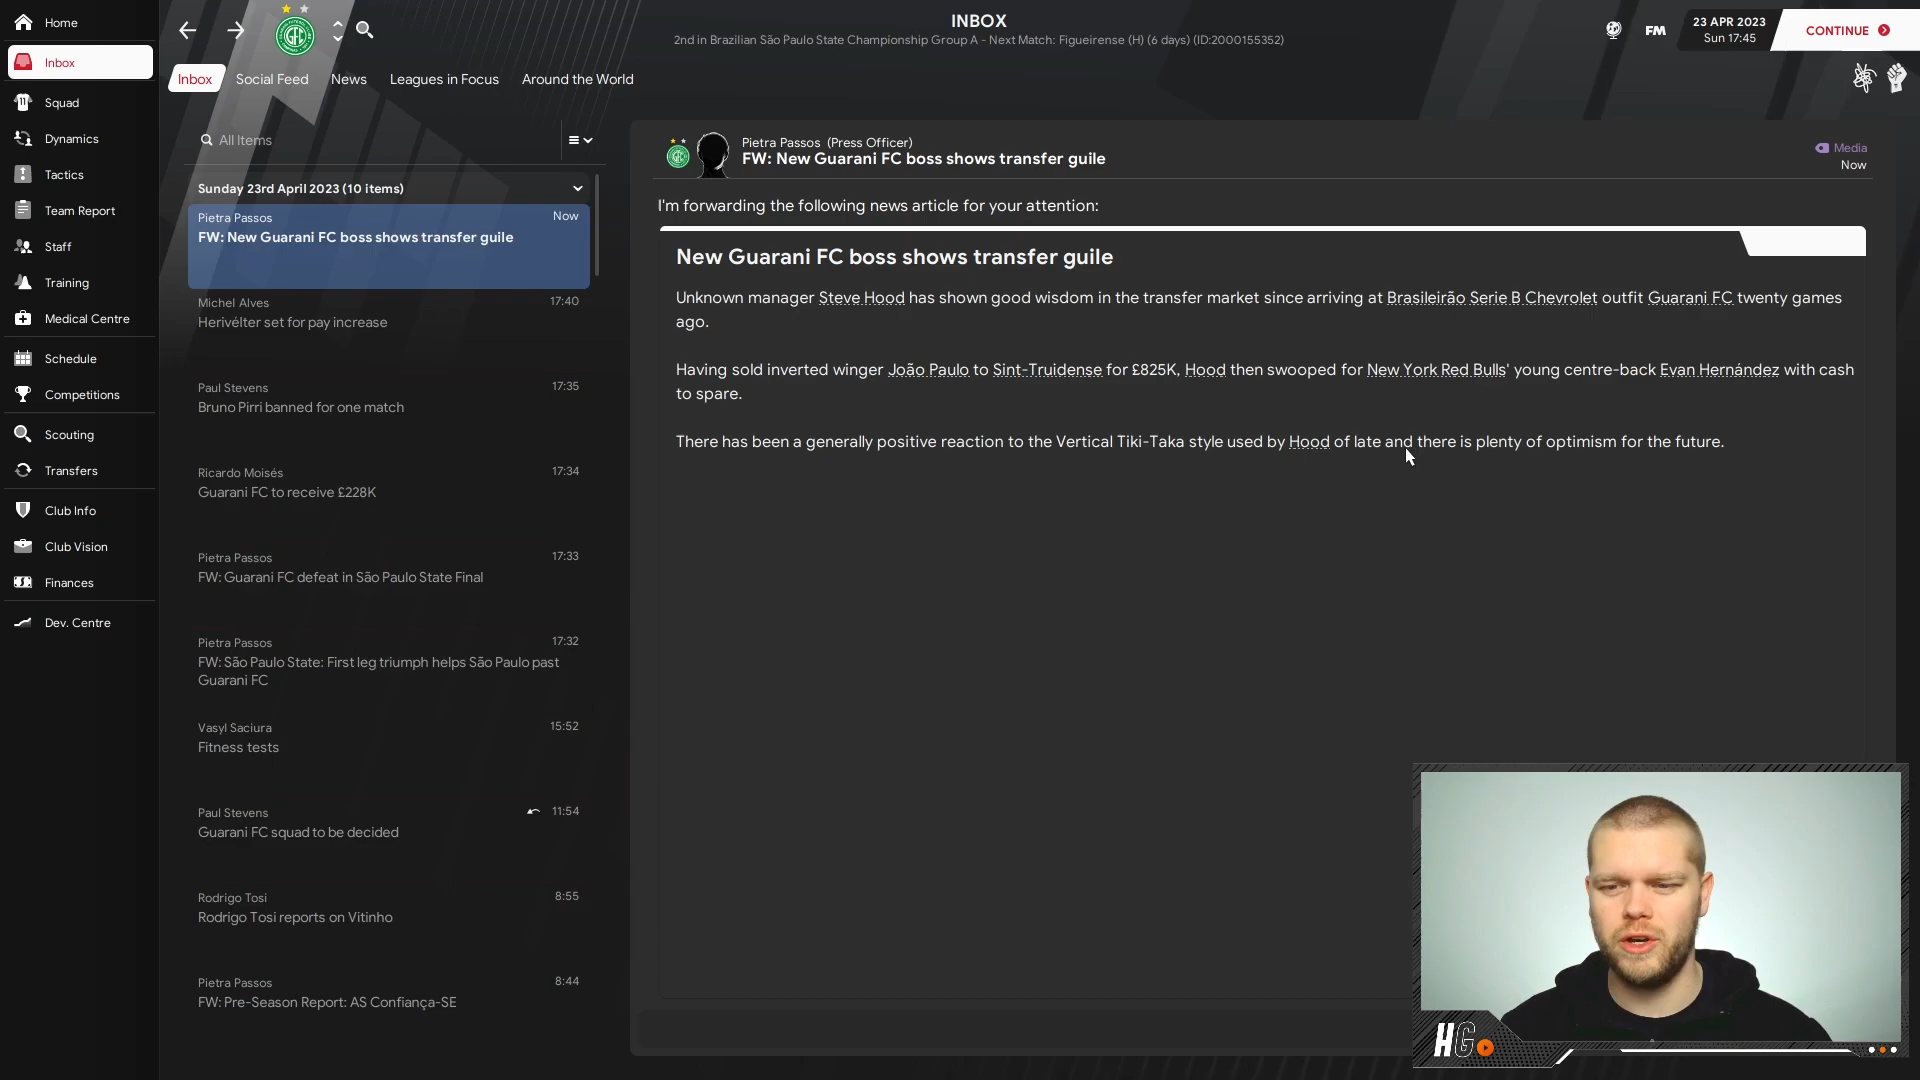 Home
Inbox
Squad
Dynamics
Tactics
Team Report
Staff
Training
Medical Centre
Schedule
Competitions
Scouting
Transfers
Club Info
Club Vision
Finances
Dev. Centre
GFC
INBOX
2nd in Brazilian São Paulo State Championship Group A - Next Match: Figueirense (H) (6 days) (ID:2000155352)
FM
23 APR 2023
Sun 17:45
CONTINUE
Inbox
Social Feed
News
Leagues in Focus
Around the World
All Items
Sunday 23rd April 2023 (10 items)
Pietra Passos
Now
FW: New Guarani FC boss shows transfer guile
Michel Alves
17:40
Herivélter set for pay increase
Paul Stevens
17:35
Bruno Pirri banned for one match
Ricardo Moisés
17:34
Guarani FC to receive £228K
Pietra Passos
17:33
FW: Guarani FC defeat in São Paulo State Final
Pietra Passos
17:32
FW: São Paulo State: First leg triumph helps São Paulo past
Guarani FC
Vasyl Saciura
15:52
Fitness tests
Paul Stevens
11:54
Guarani FC squad to be decided
Rodrigo Tosi
8:55
Rodrigo Tosi reports on Vitinho
Pietra Passos
8:44
FW: Pre-Season Report: AS Confiança-SE
Pietra Passos (Press Officer)
FW: New Guarani FC boss shows transfer guile
Media
Now
I'm forwarding the following news article for your attention:
New Guarani FC boss shows transfer guile
Unknown manager Steve Hood has shown good wisdom in the transfer market since arriving at Brasileirão Serie B Chevrolet outfit Guarani FC twenty games
ago.
Having sold inverted winger João Paulo to Sint-Truidense for £825K, Hood then swooped for New York Red Bulls' young centre-back Evan Hernández with cash
to spare.
There has been a generally positive reaction to the Vertical Tiki-Taka style used by Hood of late and there is plenty of optimism for the future.
HG